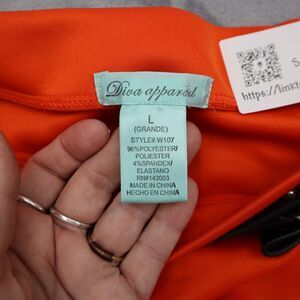 Diva apparel
L
(GRANDE)
STYLE# W107
96%POLYESTER/
POLIESTER
4%SPANDEX/
ELASTANO
RN#143003
MADE IN CHINA
HECHO EN CHINA
https://linkt